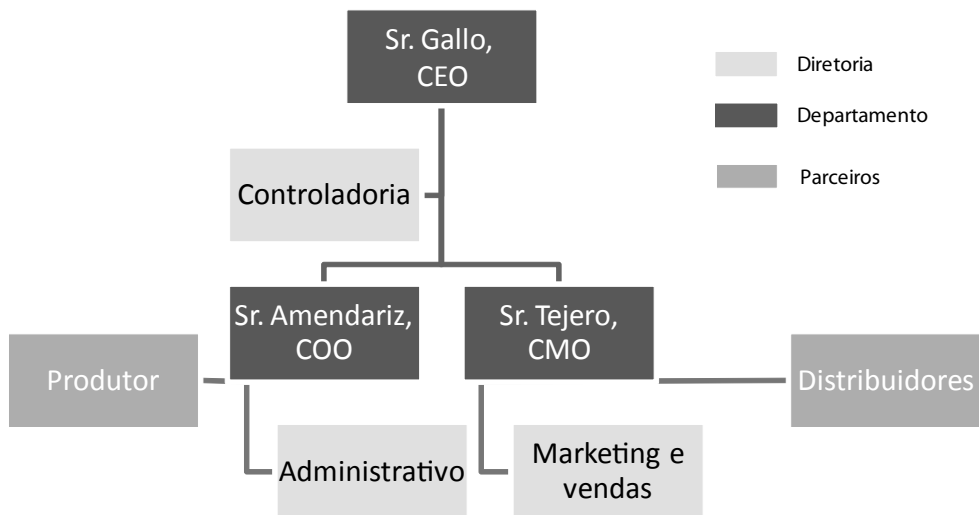 Sr. Gallo,
CEO
Diretoria
Departamento
Parceiros
Controladoria
Sr. Amendariz,
COO
Sr. Tejero,
CMO
Produtor
Distribuidores
Administrativo
Marketing e
vendas